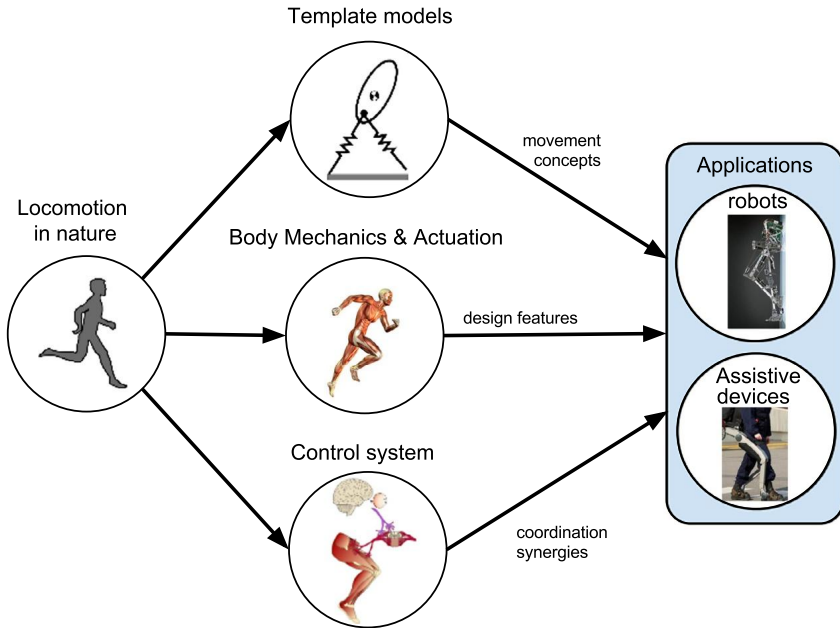 Template models
movement
concepts
Applications
robots
Locomotion
in nature
Body Mechanics & Actuation
design features
Assistive
devices
Control system
coordination
synergies